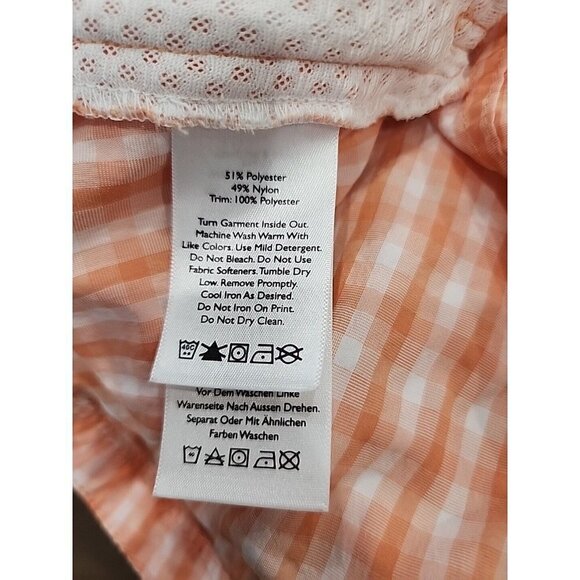 51% Polyester
49% Nylon
Trim: 100% Polyester
Turn Garment Inside Out.
Machine Wash Warm With
Like Colors. Use Mild Detergent.
Do Not Bleach. Do Not Use
Fabric Softeners. Tumble Dry
Low. Remove Promptly.
Cool Iron As Desired.
Do Not Iron On Print.
Do Not Dry Clean.
40C
Vor Dem Waschen Linke
Warenseite Nach Aussen Drehen.
Separat Oder Mit Ähnlichen
Farben Waschen